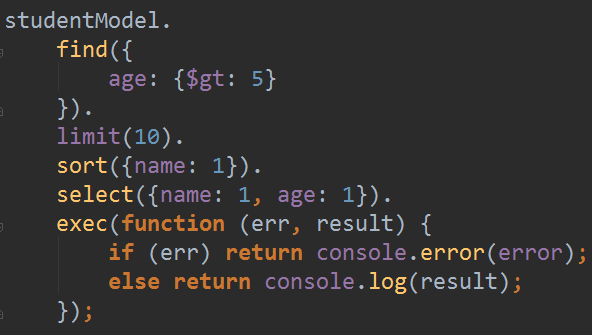 studentModel.
    find({
        age: {$gt: 5}
    }).
    limit(10).
    sort({name: 1}).
    select({name: 1, age: 1}).
    exec(function (err, result) {
        if (err) return console.error(error);
        else return console.log(result);
    });